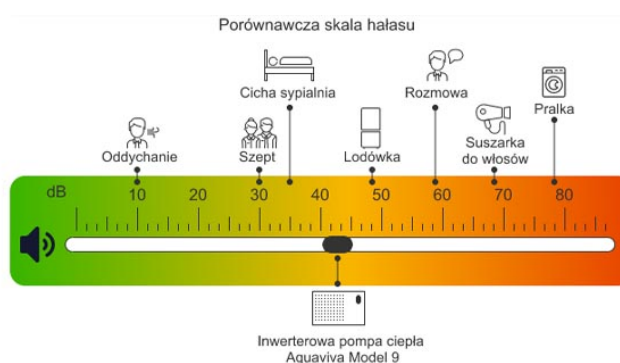 Porównawcza skala hałasu
Cicha sypialnia
Rozmowa
Pralka
Oddychanie
Szept
Lodówka
Suszarka
do włosów
dB 10 20 30 40 50 60 70 80
Inwerterowa pompa ciepła
Aquaviva Model 9